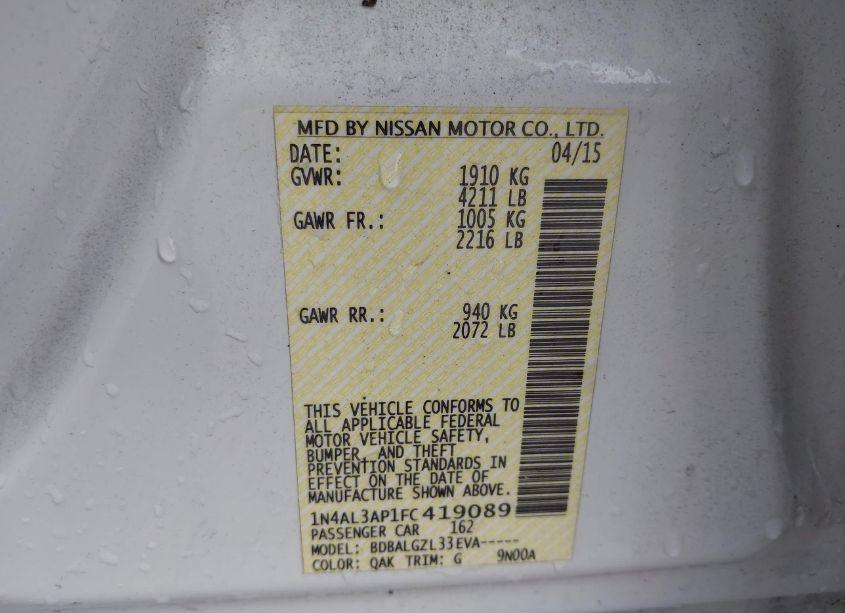 MFD BY NISSAN MOTOR CO., LTD.
DATE: 04/15
GVWR: 1910 KG
4211 LB
GAWR FR.: 1005 KG
2216 LB
GAWR RR.: 940 KG
2072 LB
THIS VEHICLE CONFORMS TO
ALL APPLICABLE FEDERAL
MOTOR VEHICLE SAFETY,
BUMPER, AND THEFT
PREVENTION STANDARDS IN
EFFECT ON THE DATE OF
MANUFACTURE SHOWN ABOVE.
1N4AL3AP1FC419089
PASSENGER CAR 162
MODEL: BDBALGZL33EVA-----
COLOR: QAK TRIM: G 9N00A